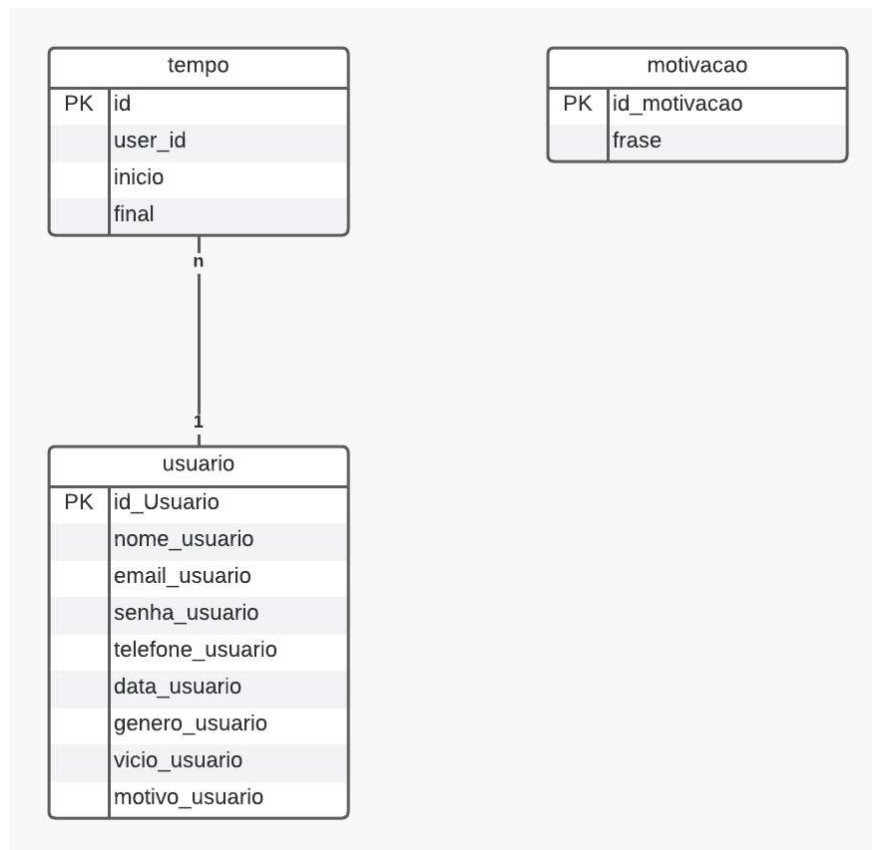 tempo
PK id
user_id
inicio
final
n
1
usuario
PK id_Usuario
nome_usuario
email_usuario
senha_usuario
telefone_usuario
data_usuario
genero_usuario
vicio_usuario
motivo_usuario
motivacao
PK id_motivacao
frase